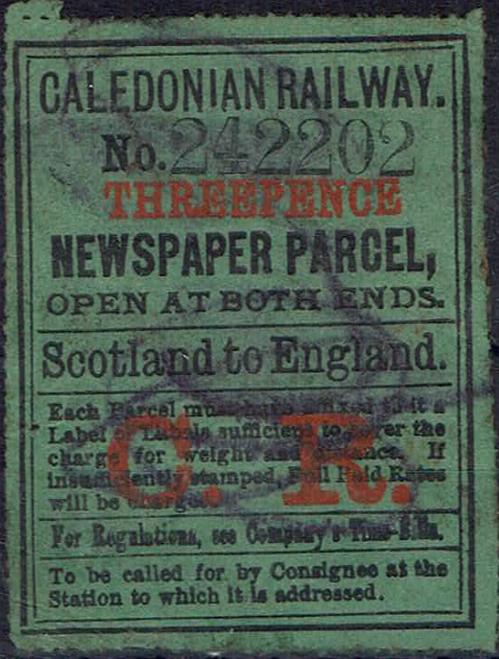 CALEDONIAN RAILWAY.
No. 242202
THREEPENCE
NEWSPAPER PARCEL,
OPEN AT BOTH ENDS.
Scotland to England.
Each Parcel must have affixed to it a
Label or Labels sufficient to cover the
charge for weight and distance. If
insufficiently stamped, Full Paid Rates
will be charged.
C. R.
For Regulations, see Company's Time-Bills.
To be called for by Consignee at the
Station to which it is addressed.